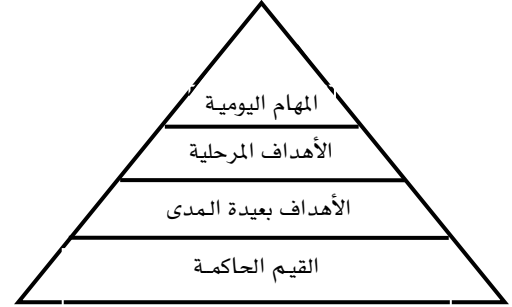 المهام اليومية
الأهداف المرحلية
الأهداف بعيدة المدى
القيم الحاكمة